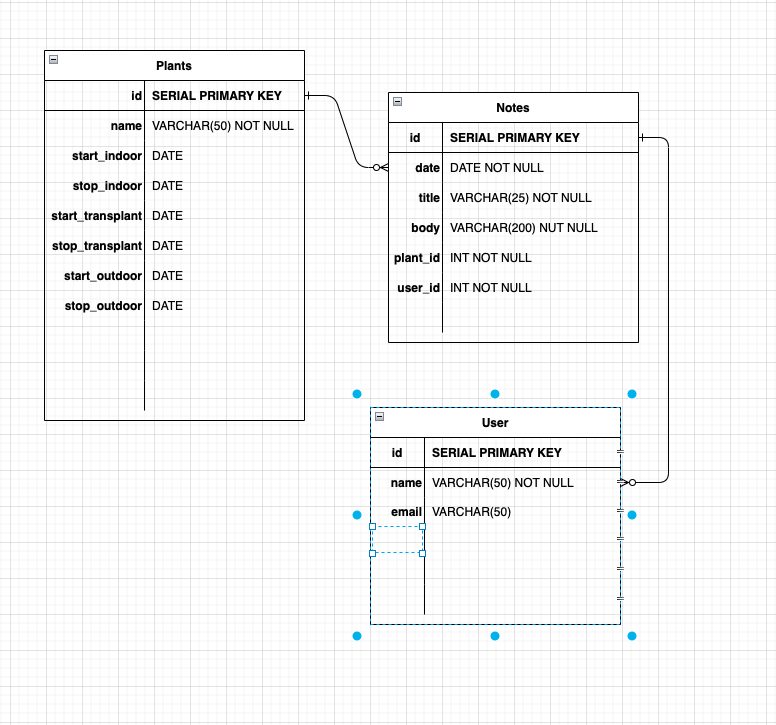 Plants
id SERIAL PRIMARY KEY
name VARCHAR(50) NOT NULL
start_indoor DATE
stop_indoor DATE
start_transplant DATE
stop_transplant DATE
start_outdoor DATE
stop_outdoor DATE
Notes
id SERIAL PRIMARY KEY
date DATE NOT NULL
title VARCHAR(25) NOT NULL
body VARCHAR(200) NUT NULL
plant_id INT NOT NULL
user_id INT NOT NULL
User
id SERIAL PRIMARY KEY
name VARCHAR(50) NOT NULL
email VARCHAR(50)